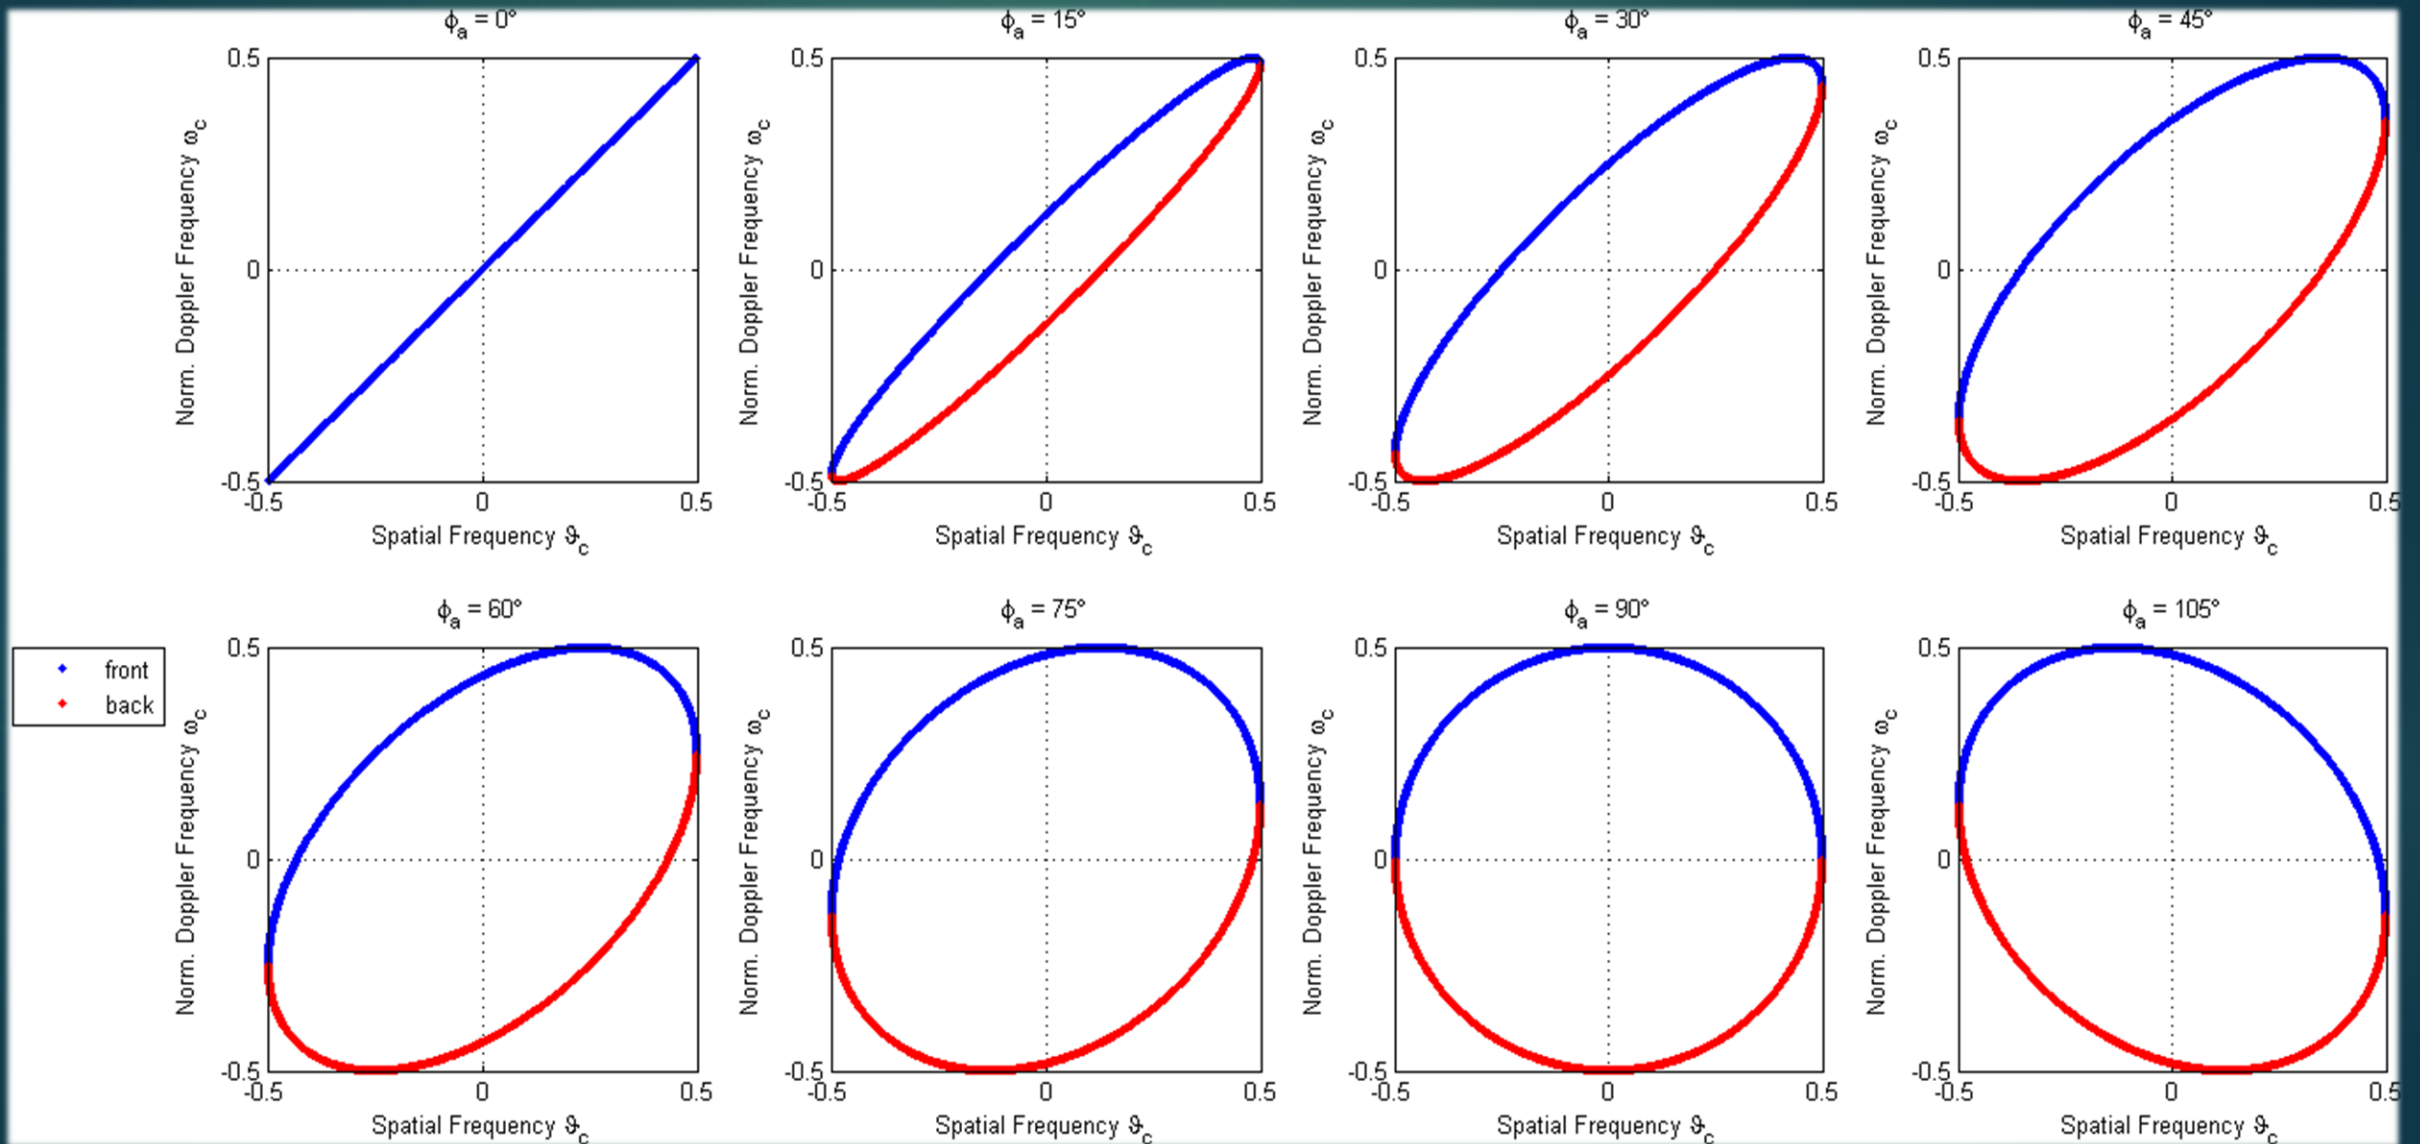 ϕa = 0°
0.5
0
-0.5
-0.5 0 0.5
Norm. Doppler Frequency ωc
Spatial Frequency ϑc
ϕa = 15°
0.5
0
-0.5
-0.5 0 0.5
Norm. Doppler Frequency ωc
Spatial Frequency ϑc
ϕa = 30°
0.5
0
-0.5
-0.5 0 0.5
Norm. Doppler Frequency ωc
Spatial Frequency ϑc
ϕa = 45°
0.5
0
-0.5
-0.5 0 0.5
Norm. Doppler Frequency ωc
Spatial Frequency ϑc
front
back
ϕa = 60°
0.5
0
-0.5
-0.5 0 0.5
Norm. Doppler Frequency ωc
Spatial Frequency ϑc
ϕa = 75°
0.5
0
-0.5
-0.5 0 0.5
Norm. Doppler Frequency ωc
Spatial Frequency ϑc
ϕa = 90°
0.5
0
-0.5
-0.5 0 0.5
Norm. Doppler Frequency ωc
Spatial Frequency ϑc
ϕa = 105°
0.5
0
-0.5
-0.5 0 0.5
Norm. Doppler Frequency ωc
Spatial Frequency ϑc